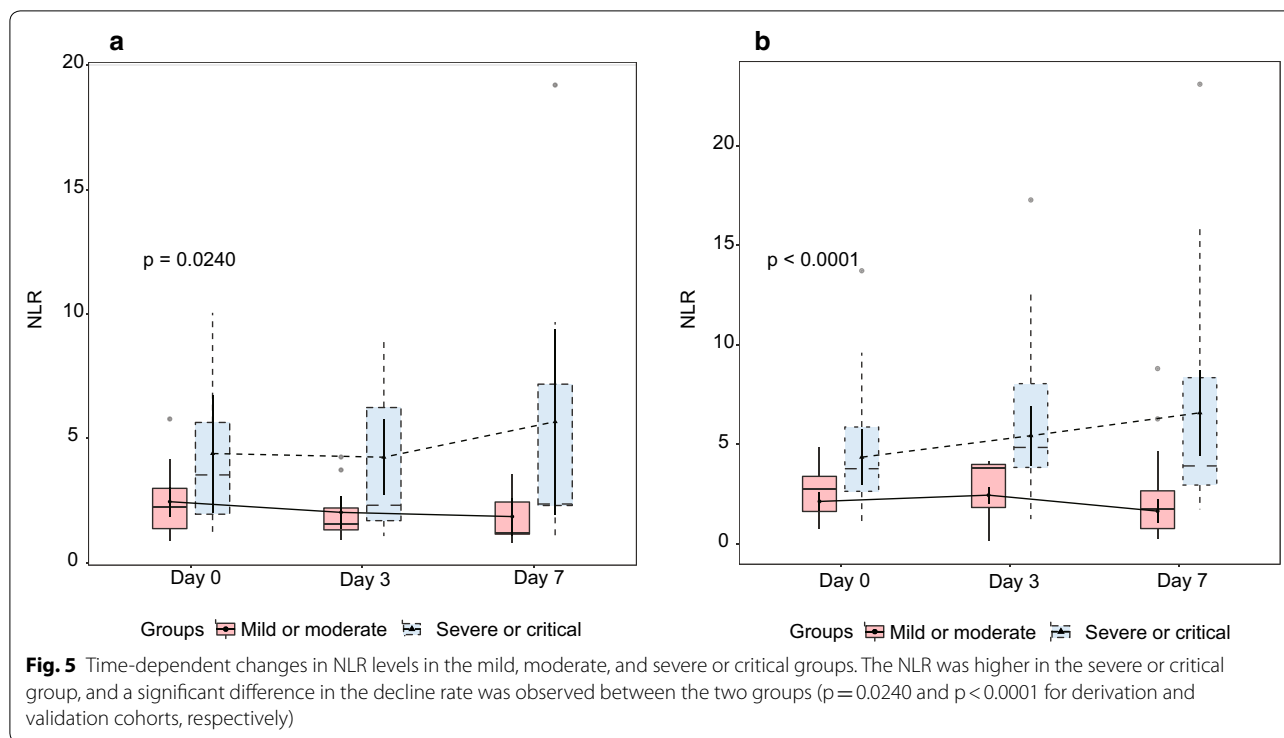 a
20
15
10
5
0
NLR
p = 0.0240
Day 0 Day 3 Day 7
Groups Mild or moderate Severe or critical
b
20
15
10
5
0
NLR
p < 0.0001
Day 0 Day 3 Day 7
Groups Mild or moderate Severe or critical
Fig. 5 Time-dependent changes in NLR levels in the mild, moderate, and severe or critical groups. The NLR was higher in the severe or critical
group, and a significant difference in the decline rate was observed between the two groups (p = 0.0240 and p < 0.0001 for derivation and
validation cohorts, respectively)